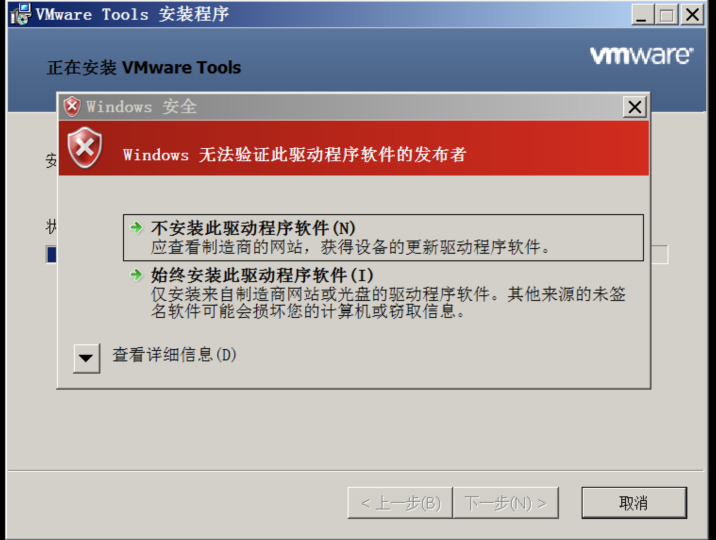 VMware Tools 安装程序
正在安装 VMware Tools
vmware
Windows 安全
安
Windows 无法验证此驱动程序软件的发布者
状
不安装此驱动程序软件(N)
应查看制造商的网站，获得设备的更新驱动程序软件。
始终安装此驱动程序软件(I)
仅安装来自制造商网站或光盘的驱动程序软件。其他来源的未签
名软件可能会损坏您的计算机或窃取信息。
查看详细信息(D)
< 上一步(B) 下一步(N) > 取消